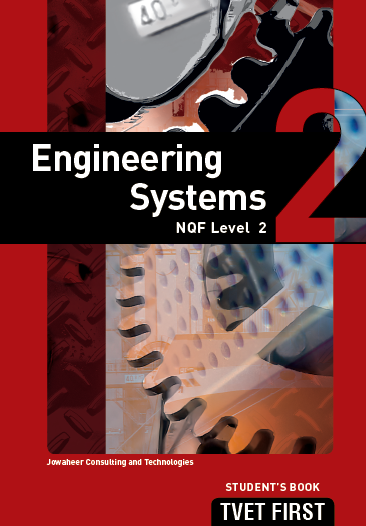 40
Engineering
Systems
NQF Level 2
2
Jowaheer Consulting and Technologies
STUDENT'S BOOK
TVET FIRST